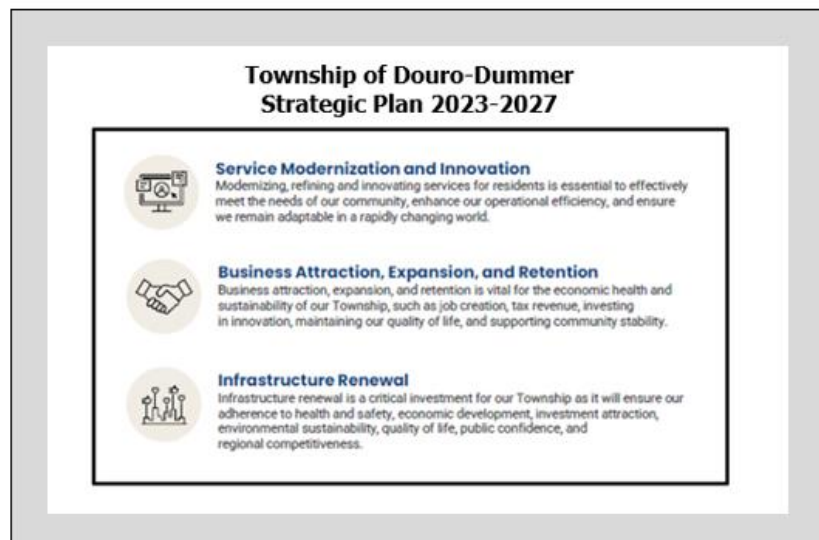 Township of Douro-Dummer
Strategic Plan 2023-2027
Service Modernization and Innovation
Modernizing, refining and innovating services for residents is essential to effectively
meet the needs of our community, enhance our operational efficiency, and ensure
we remain adaptable in a rapidly changing world.
Business Attraction, Expansion, and Retention
Business attraction, expansion, and retention is vital for the economic health and
sustainability of our Township, such as job creation, tax revenue, investing
in innovation, maintaining our quality of life, and supporting community stability.
Infrastructure Renewal
Infrastructure renewal is a critical investment for our Township as it will ensure our
adherence to health and safety, economic development, investment attraction,
environmental sustainability, quality of life, public confidence, and
regional competitiveness.